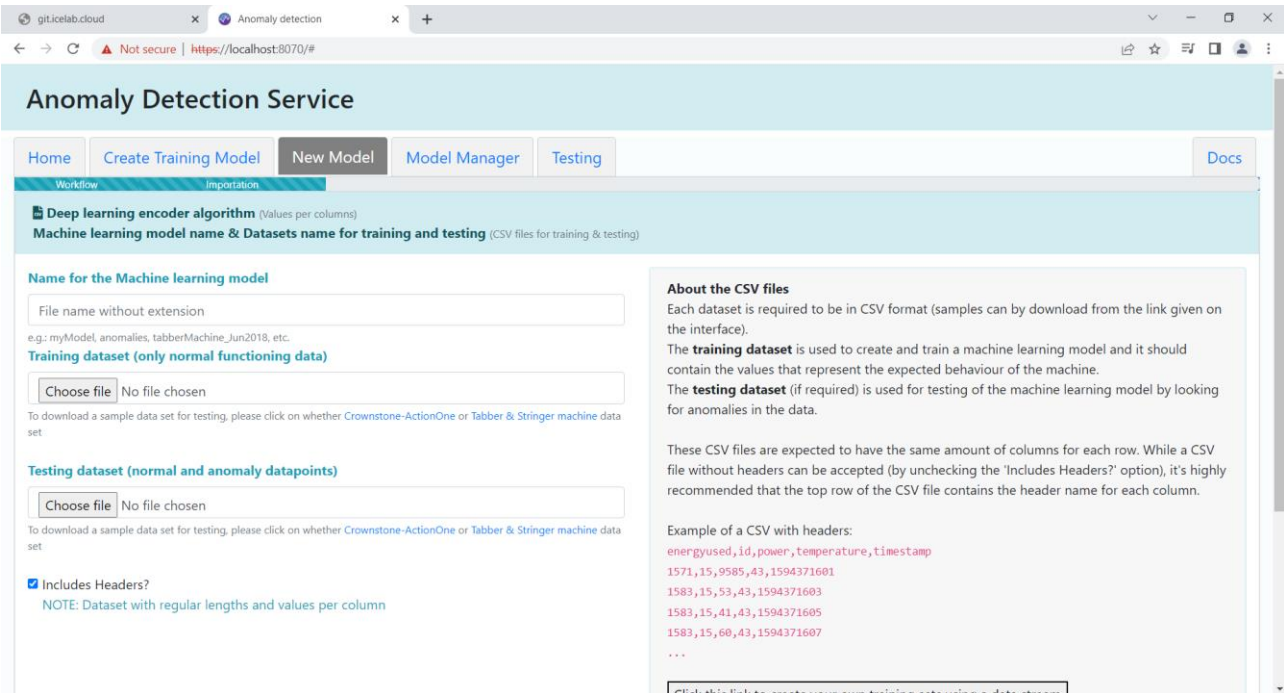 git.icelab.cloud
Anomaly detection
Not secure | https://localhost:8070/#
Anomaly Detection Service
Home
Create Training Model
New Model
Model Manager
Testing
Docs
Workflow
Importation
Deep learning encoder algorithm (Values per columns)
Machine learning model name & Datasets name for training and testing (CSV files for training & testing)
Name for the Machine learning model
File name without extension
e.g.: myModel, anomalies, tabberMachine_Jun2018, etc.
Training dataset (only normal functioning data)
Choose file No file chosen
To download a sample data set for testing, please click on whether Crownstone-ActionOne or Tabber & Stringer machine data
set
Testing dataset (normal and anomaly datapoints)
Choose file No file chosen
To download a sample data set for testing, please click on whether Crownstone-ActionOne or Tabber & Stringer machine data
set
Includes Headers?
NOTE: Dataset with regular lengths and values per column
About the CSV files
Each dataset is required to be in CSV format (samples can by download from the link given on
the interface).
The training dataset is used to create and train a machine learning model and it should
contain the values that represent the expected behaviour of the machine.
The testing dataset (if required) is used for testing of the machine learning model by looking
for anomalies in the data.
These CSV files are expected to have the same amount of columns for each row. While a CSV
file without headers can be accepted (by unchecking the 'Includes Headers?' option), it's highly
recommended that the top row of the CSV file contains the header name for each column.
Example of a CSV with headers:
energyused,id,power,temperature,timestamp
1571,15,9585,43,1594371601
1583,15,53,43,1594371603
1583,15,41,43,1594371605
1583,15,60,43,1594371607
...
Click this link to create your own training sets using a data stream